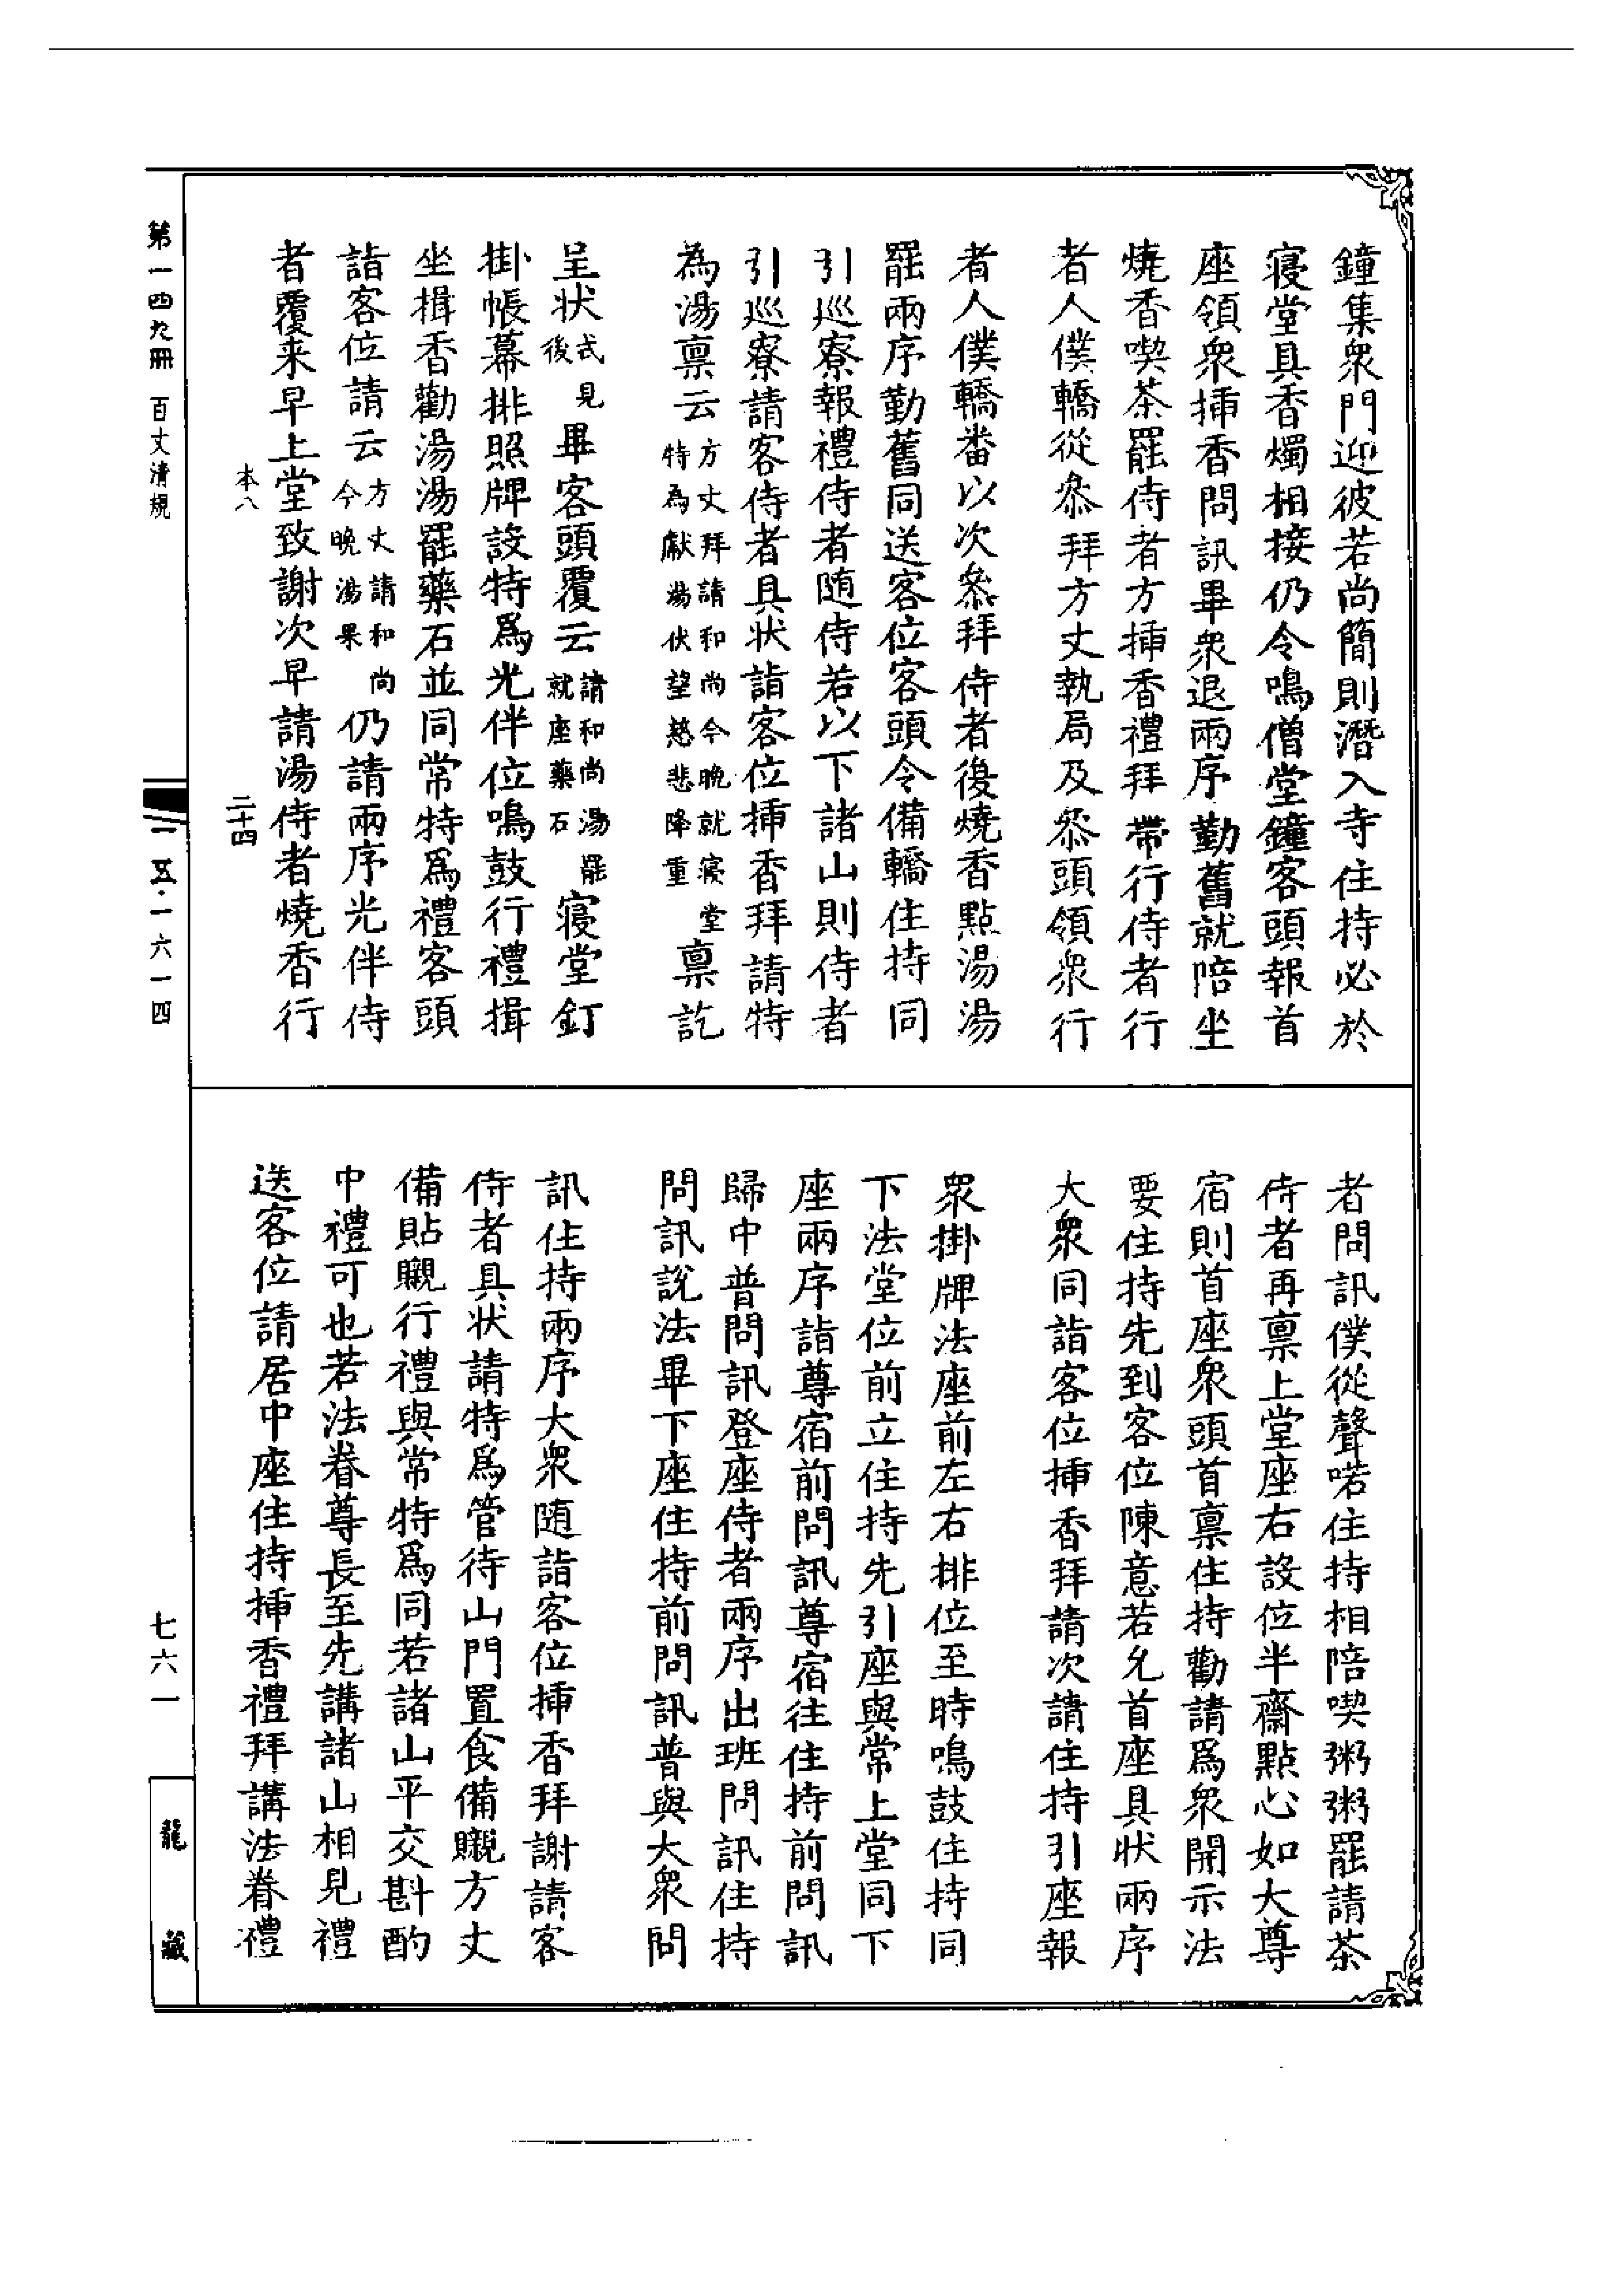 鐘集衆門迎彼若尚簡則潛入寺住持必於
寝堂具香燭相接仍令鳴僧堂鐘客頭報首
座領衆揷香問訊畢衆退兩序勤舊就陪坐
燒香喫茶罷侍者方揷香禮拜帶行侍者行
者人僕轎從叅拜方丈執局及叅頭領衆行
者人僕轎番以次叅拜侍者後燒香點湯湯
罷兩序勤舊同送客位客頭令備轎住持同
引巡寮報禮侍者随侍若以下諸山則侍者
引巡寮請客侍者具状詣客位揷香拜請特
為湯禀云方丈拜請和尚今晚就寢堂特為獻湯伏望慈悲降重禀訖
呈状式見後畢客頭覆云請和尚湯罷就座藥石寝堂釘
掛帳幕排照牌設特爲光伴位鳴鼓行禮揖
坐揖香勸湯湯罷藥石並同常特爲禮客頭
詣客位請云方丈請和尚今晚湯果仍請兩序光伴侍
者覆来早上堂致謝次早請湯侍者燒香行
者問訊僕從聲喏住持相陪喫粥粥罷請茶
侍者再禀上堂座右設位半齋點心如大尊
宿則首座衆頭首禀住持勸請爲衆開示法
要住持先到客位陳意若允首座具状兩序
大衆同詣客位揷香拜請次請住持引座報
衆掛牌法座前左右排位至時鳴鼓住持同
下法堂位前立住持先引座與常上堂同下
座兩序詣尊宿前問訊尊宿往住持前問訊
歸中普問訊登座侍者兩序出班問訊住持
問訊說法畢下座住持前問訊普與大衆問
訊住持兩序大衆随詣客位揷香拜謝請客
侍者具状請特爲管待山門置食備嚫方丈
備貼嚫行禮與常特爲同若諸山平交斟酌
中禮可也若法眷尊長至先講諸山相見禮
送客位請居中座住持揷香禮拜講法眷禮
本八
二十四
第一四九冊 百丈清規
一五·一六一四
七六一
龍藏